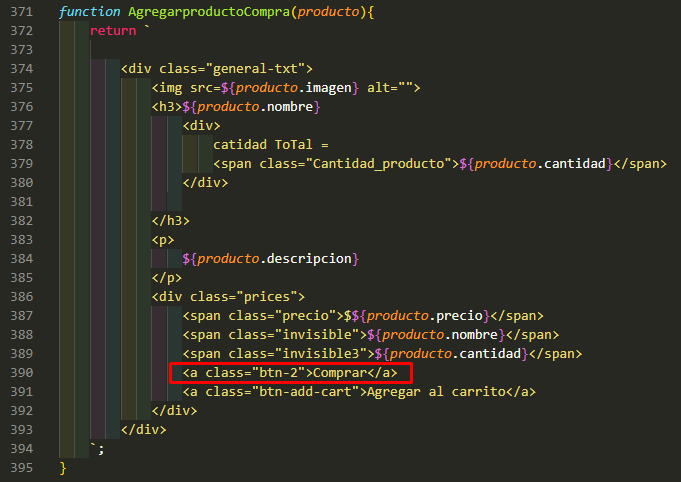 371 function AgregarproductoCompra(producto){
372 return `
373
374 <div class="general-txt">
375 <img src=${producto.imagen} alt="">
376 <h3>${producto.nombre}
377 <div>
378 catidad ToTal =
379 <span class="Cantidad_producto">${producto.cantidad}</span>
380 </div>
381
382 </h3>
383 <p>
384 ${producto.descripcion}
385 </p>
386 <div class="prices">
387 <span class="precio">$${producto.precio}</span>
388 <span class="invisible">${producto.nombre}</span>
389 <span class="invisible3">${producto.cantidad}</span>
390 <a class="btn-2">Comprar</a>
391 <a class="btn-add-cart">Agregar al carrito</a>
392 </div>
393 </div>
394 `;
395 }